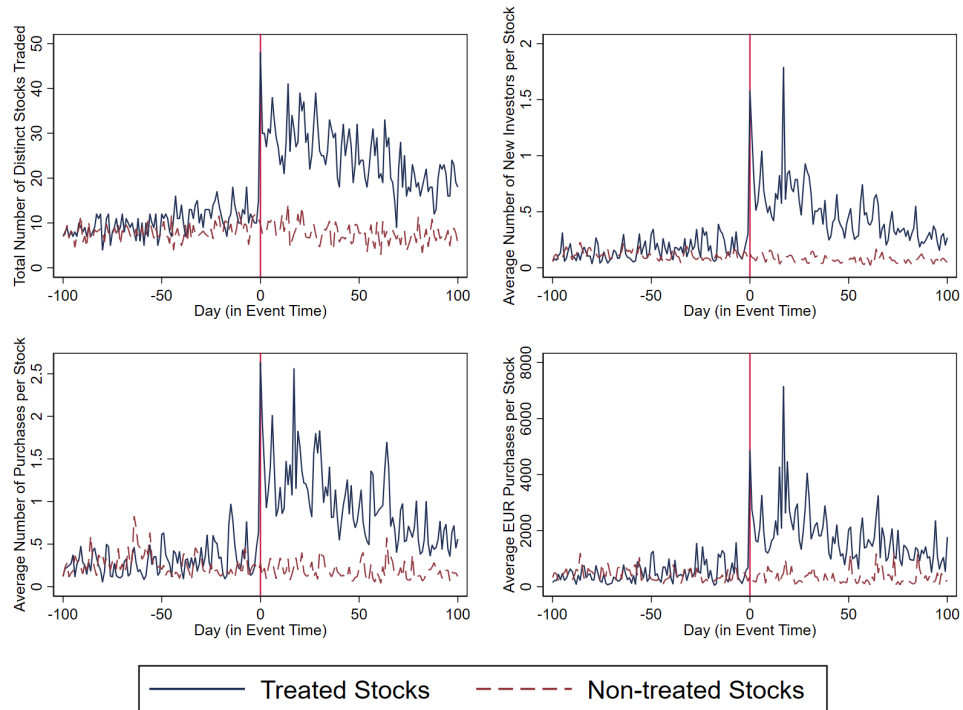 Total Number of Distinct Stocks Traded
50
40
30
20
10
0
-100 -50 0 50 100
Day (in Event Time)
Average Number of New Investors per Stock
2
1.5
1
.5
0
-100 -50 0 50 100
Day (in Event Time)
Average Number of Purchases per Stock
2.5
2
1.5
1
.5
0
-100 -50 0 50 100
Day (in Event Time)
Average EUR Purchases per Stock
8000
6000
4000
2000
0
-100 -50 0 50 100
Day (in Event Time)
Treated Stocks Non-treated Stocks